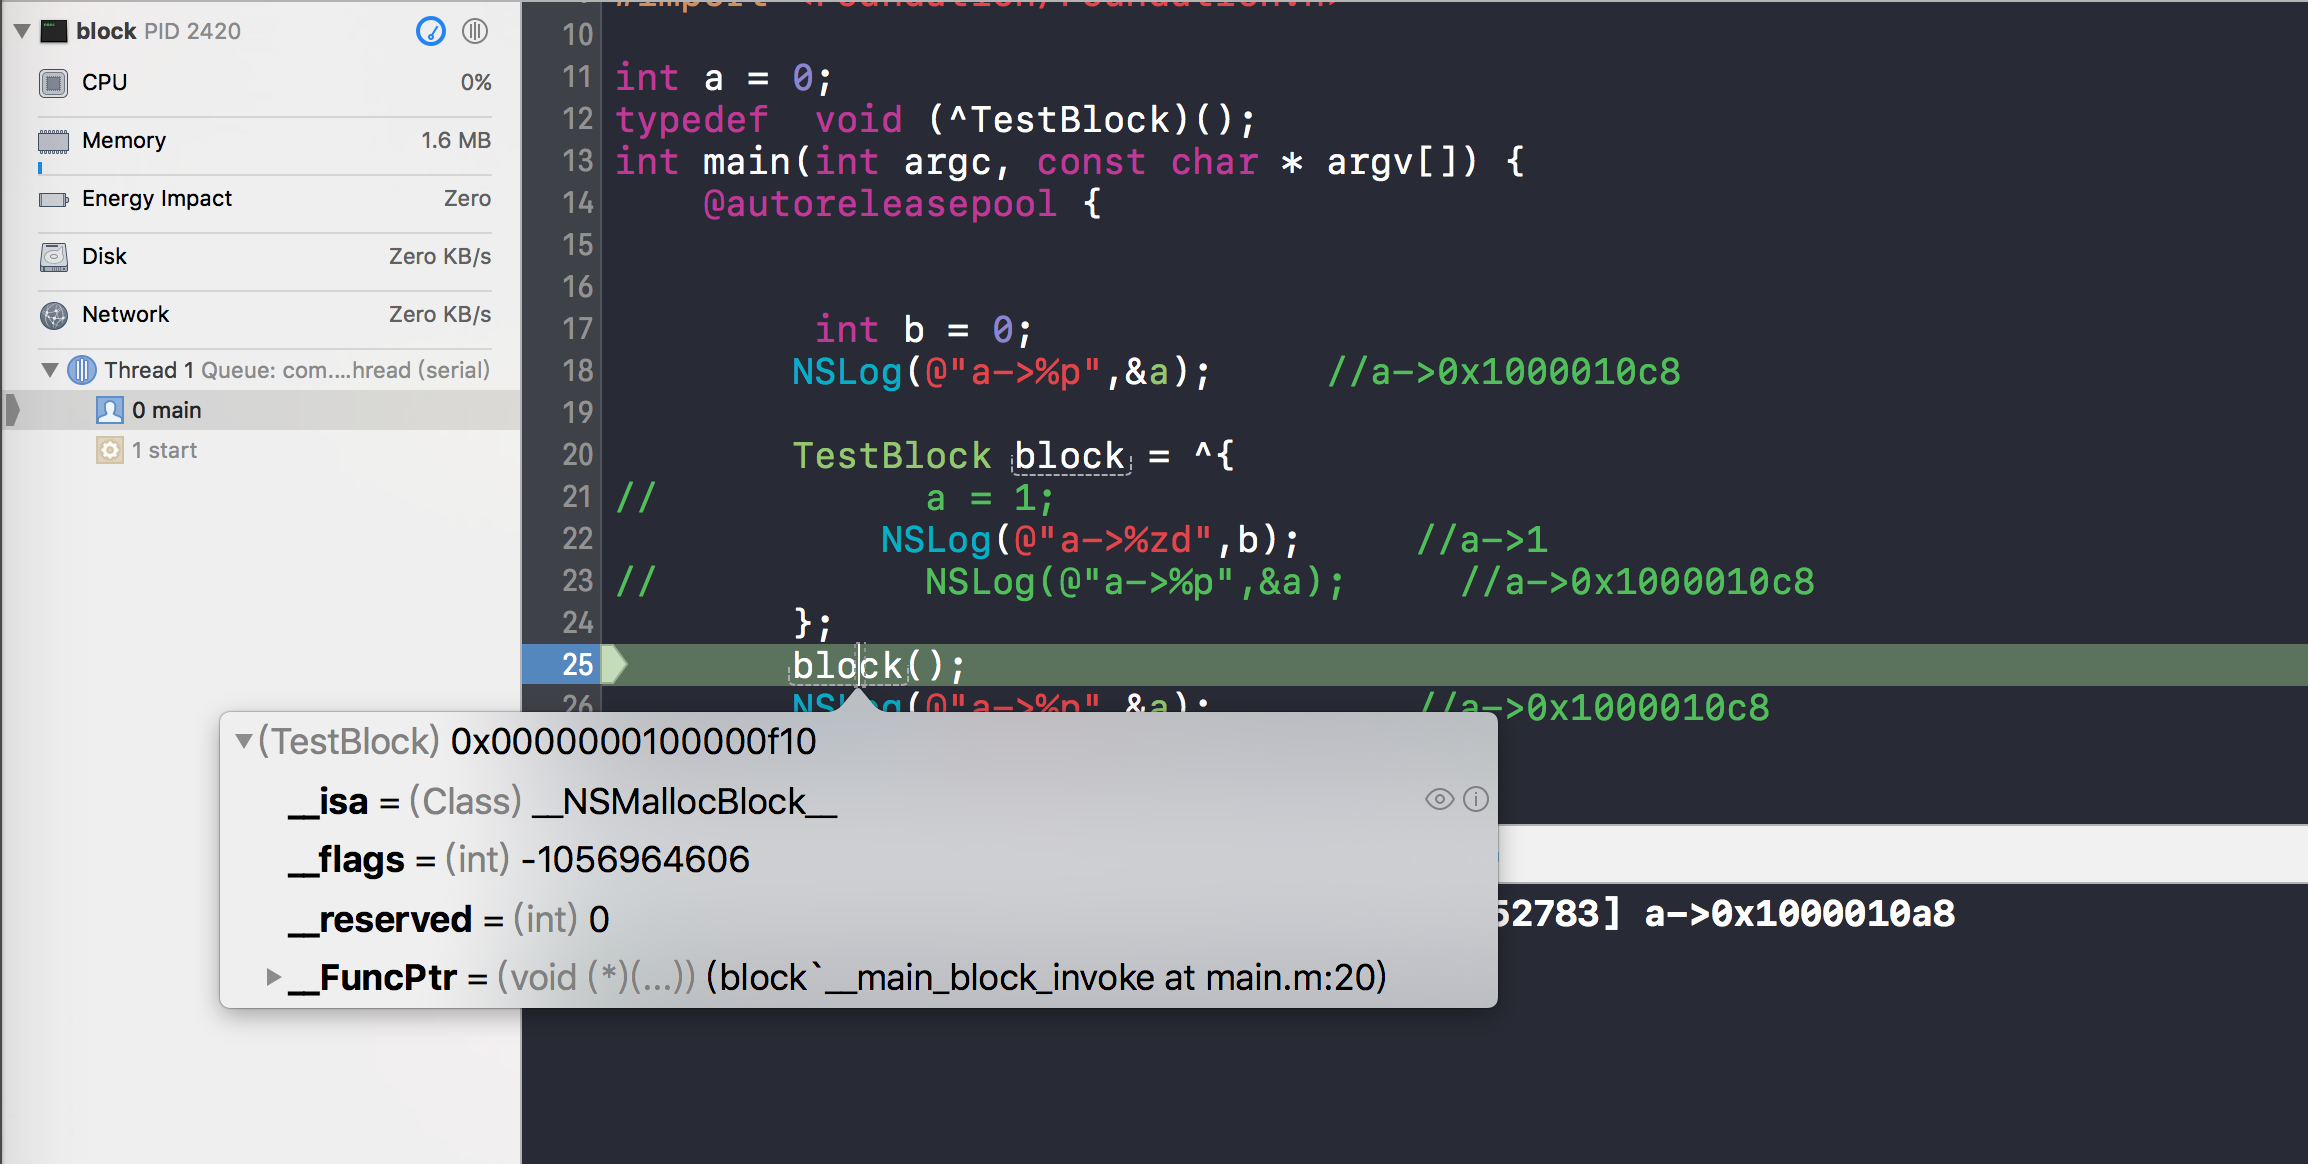 block PID 2420
CPU 0%
Memory 1.6 MB
Energy Impact Zero
Disk Zero KB/s
Network Zero KB/s
Thread 1 Queue: com....hread (serial)
0 main
1 start
#import <Foundation/Foundation.h>
10
11 int a = 0;
12 typedef  void (^TestBlock)();
13 int main(int argc, const char * argv[]) {
14     @autoreleasepool {
15
16
17          int b = 0;
18         NSLog(@"a->%p",&a);     //a->0x1000010c8
19
20         TestBlock block = ^{
21 //            a = 1;
22             NSLog(@"a->%zd",b);     //a->1
23 //            NSLog(@"a->%p",&a);     //a->0x1000010c8
24         };
25         block();
26         NSLog(@"a->%p",&a);         //a->0x1000010c8
(TestBlock) 0x0000000100000f10
__isa = (Class) __NSMallocBlock__
__flags = (int) -1056964606
__reserved = (int) 0
__FuncPtr = (void (*)(...)) (block`__main_block_invoke at main.m:20)
52783] a->0x1000010a8